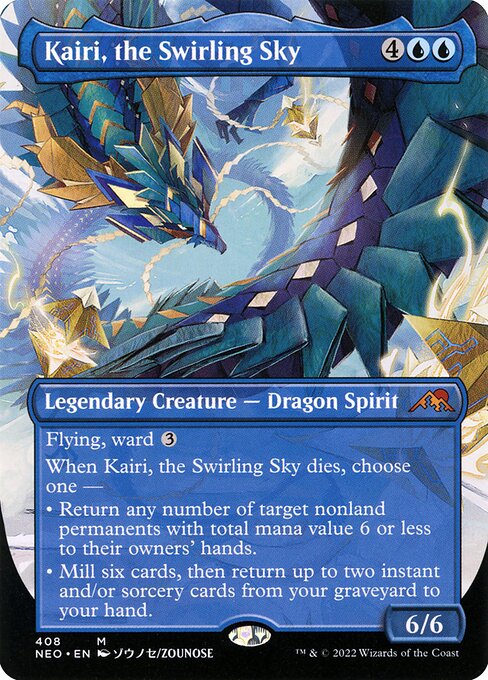 Kairi, the Swirling Sky 4
Legendary Creature — Dragon Spirit
Flying, ward 3
When Kairi, the Swirling Sky dies, choose
one —
• Return any number of target nonland
permanents with total mana value 6 or less
to their owners' hands.
• Mill six cards, then return up to two instant
and/or sorcery cards from your graveyard to
your hand.
6/6
408 M
NEO • EN ゾウノセ/ZOUNOSE
™ & © 2022 Wizards of the Coast